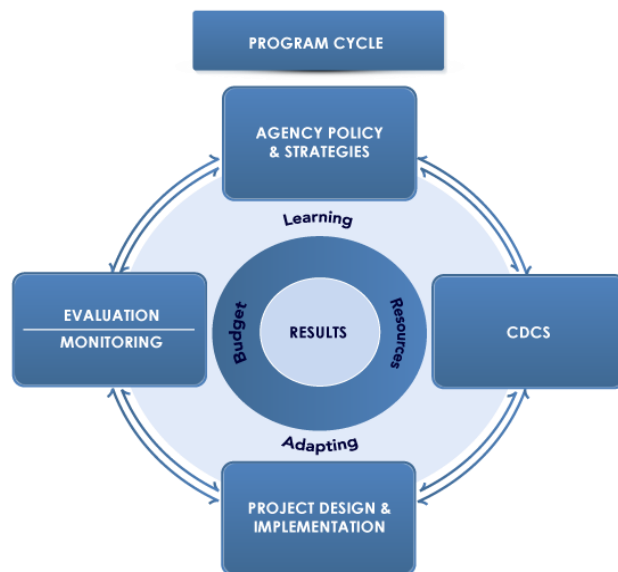 PROGRAM CYCLE
AGENCY POLICY
& STRATEGIES
Learning
EVALUATION
MONITORING
Budget
RESULTS
Resources
CDCS
Adapting
PROJECT DESIGN &
IMPLEMENTATION